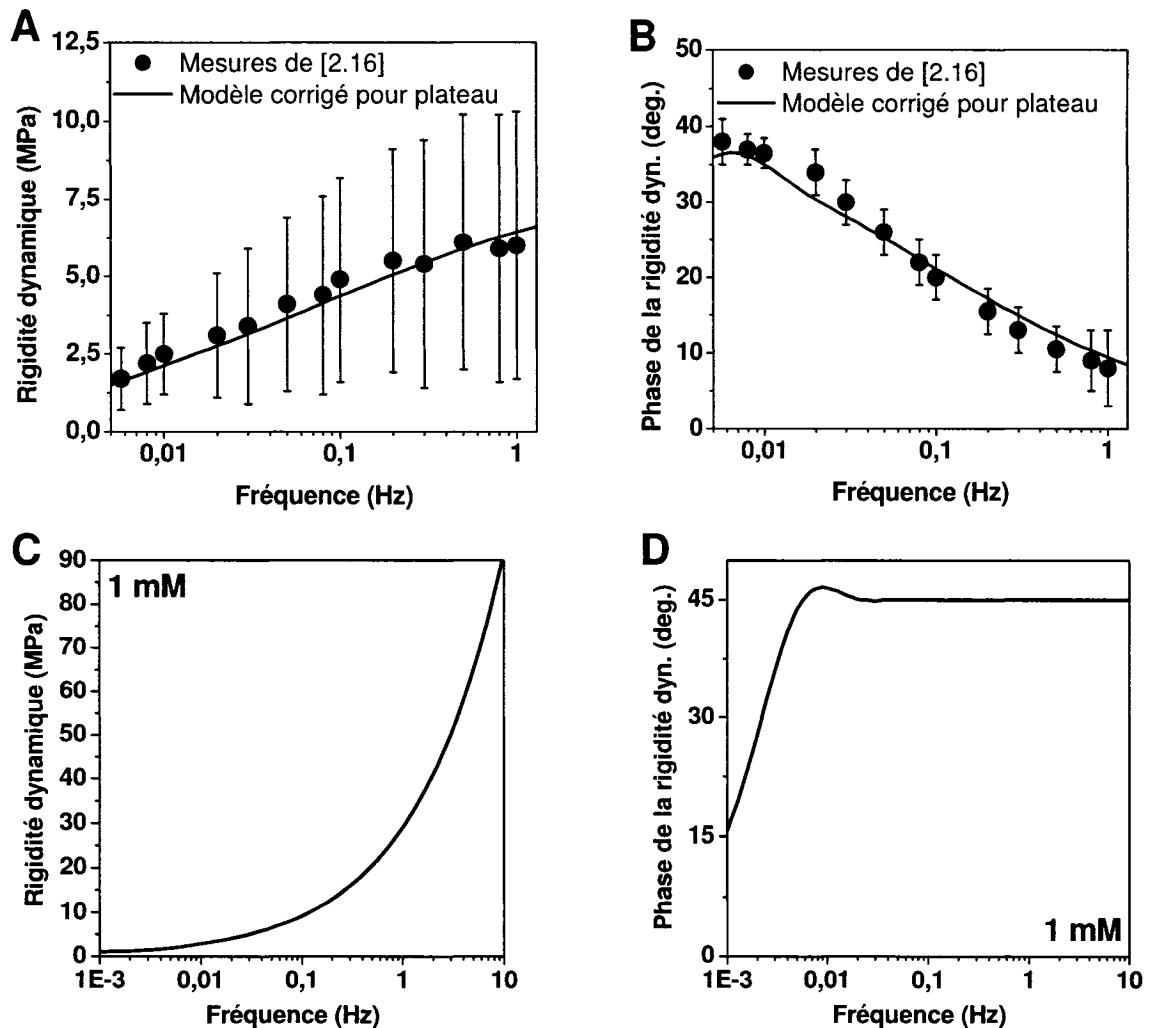 A
12,5
10,0
7,5
5,0
2,5
0,0
Rigidité dynamique (MPa)
Mesures de [2.16]
Modèle corrigé pour plateau
0,01
0,1
1
Fréquence (Hz)
B
50
40
30
20
10
0
Phase de la rigidité dyn. (deg.)
Mesures de [2.16]
Modèle corrigé pour plateau
0,01
0,1
1
Fréquence (Hz)
C
90
80
70
60
50
40
30
20
10
0
Rigidité dynamique (MPa)
1 mM
1E-3
0,01
0,1
1
10
Fréquence (Hz)
D
45
30
15
0
Phase de la rigidité dyn. (deg.)
1 mM
1E-3
0,01
0,1
1
10
Fréquence (Hz)